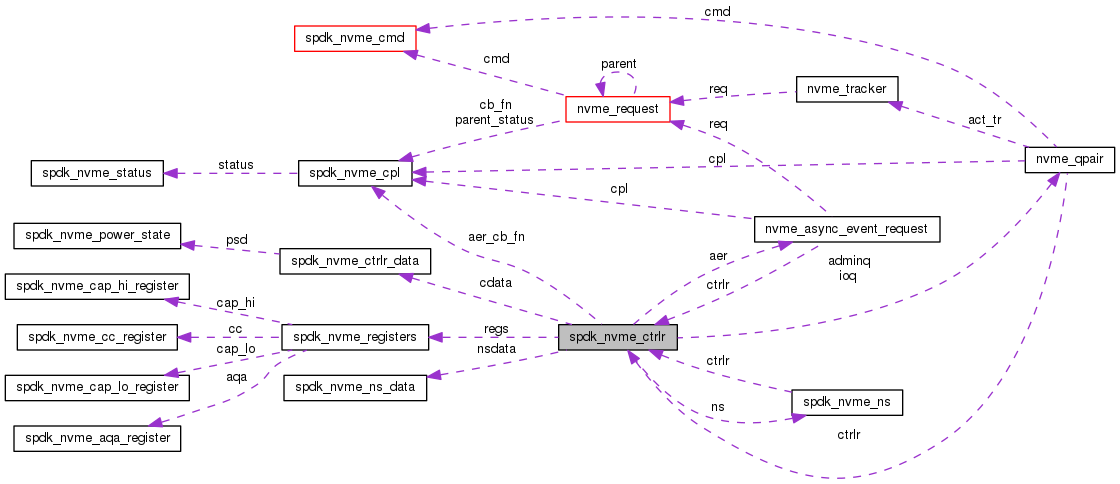 cmd
spdk_nvme_cmd
cmd
parent
nvme_request
req
nvme_tracker
cb_fn
parent_status
req
act_tr
nvme_qpair
spdk_nvme_status
status
spdk_nvme_cpl
cpl
cpl
spdk_nvme_power_state
psd
aer_cb_fn
nvme_async_event_request
spdk_nvme_ctrlr_data
aer
adminq
ioq
spdk_nvme_cap_hi_register
cdata
ctrlr
cap_hi
spdk_nvme_cc_register
cc
spdk_nvme_registers
regs
spdk_nvme_ctrlr
cap_lo
nsdata
ctrlr
spdk_nvme_cap_lo_register
aqa
spdk_nvme_ns_data
spdk_nvme_ns
ns
spdk_nvme_aqa_register
ctrlr